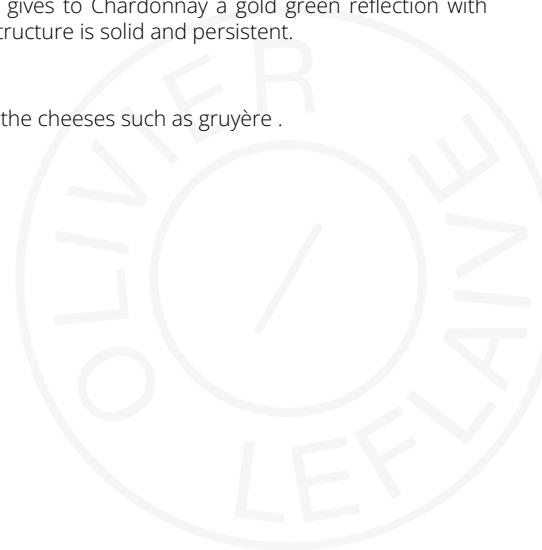 gives to Chardonnay a gold green reflection with
tructure is solid and persistent.
the cheeses such as gruyère .
OLIVIER
LEFLAIVE